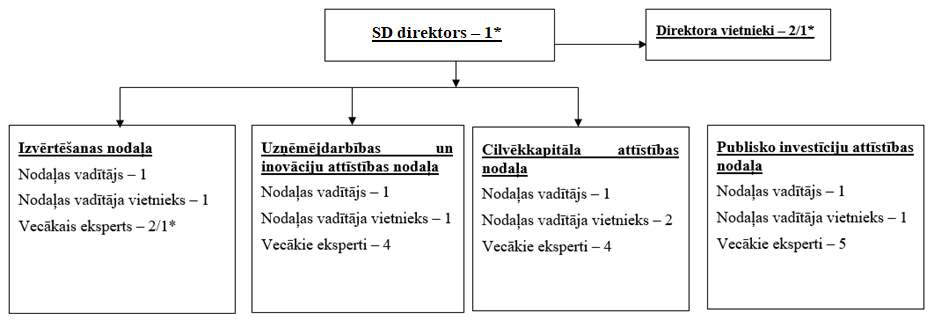 SD direktors – 1*
Direktora vietnieki – 2/1*
Izvērtēšanas nodaļa
Nodaļas vadītājs – 1
Nodaļas vadītāja vietnieks – 1
Vecākais eksperts – 2/1*
Uzņēmējdarbības un
inovāciju attīstības nodaļa
Nodaļas vadītājs – 1
Nodaļas vadītāja vietnieks – 1
Vecākie eksperti – 4
Cilvēkkapitāla attīstības
nodaļa
Nodaļas vadītājs – 1
Nodaļas vadītāja vietnieks – 2
Vecākie eksperti – 4
Publisko investīciju attīstības
nodaļa
Nodaļas vadītājs – 1
Nodaļas vadītāja vietnieks – 1
Vecākie eksperti – 5